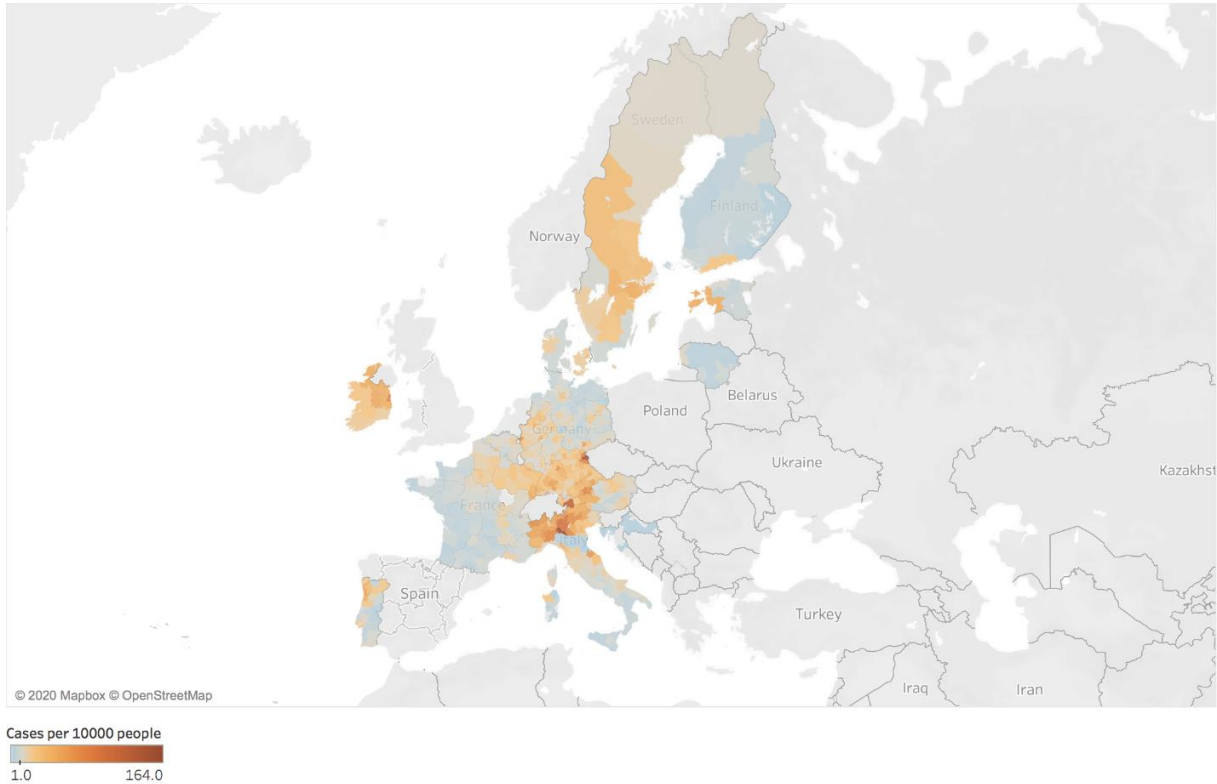 Sweden
Finland
Norway
Poland
Belarus
Germany
Ukraine
Kazakhst
France
Italy
Spain
Turkey
Iraq
Iran
© 2020 Mapbox © OpenStreetMap
Cases per 10000 people
1.0 164.0